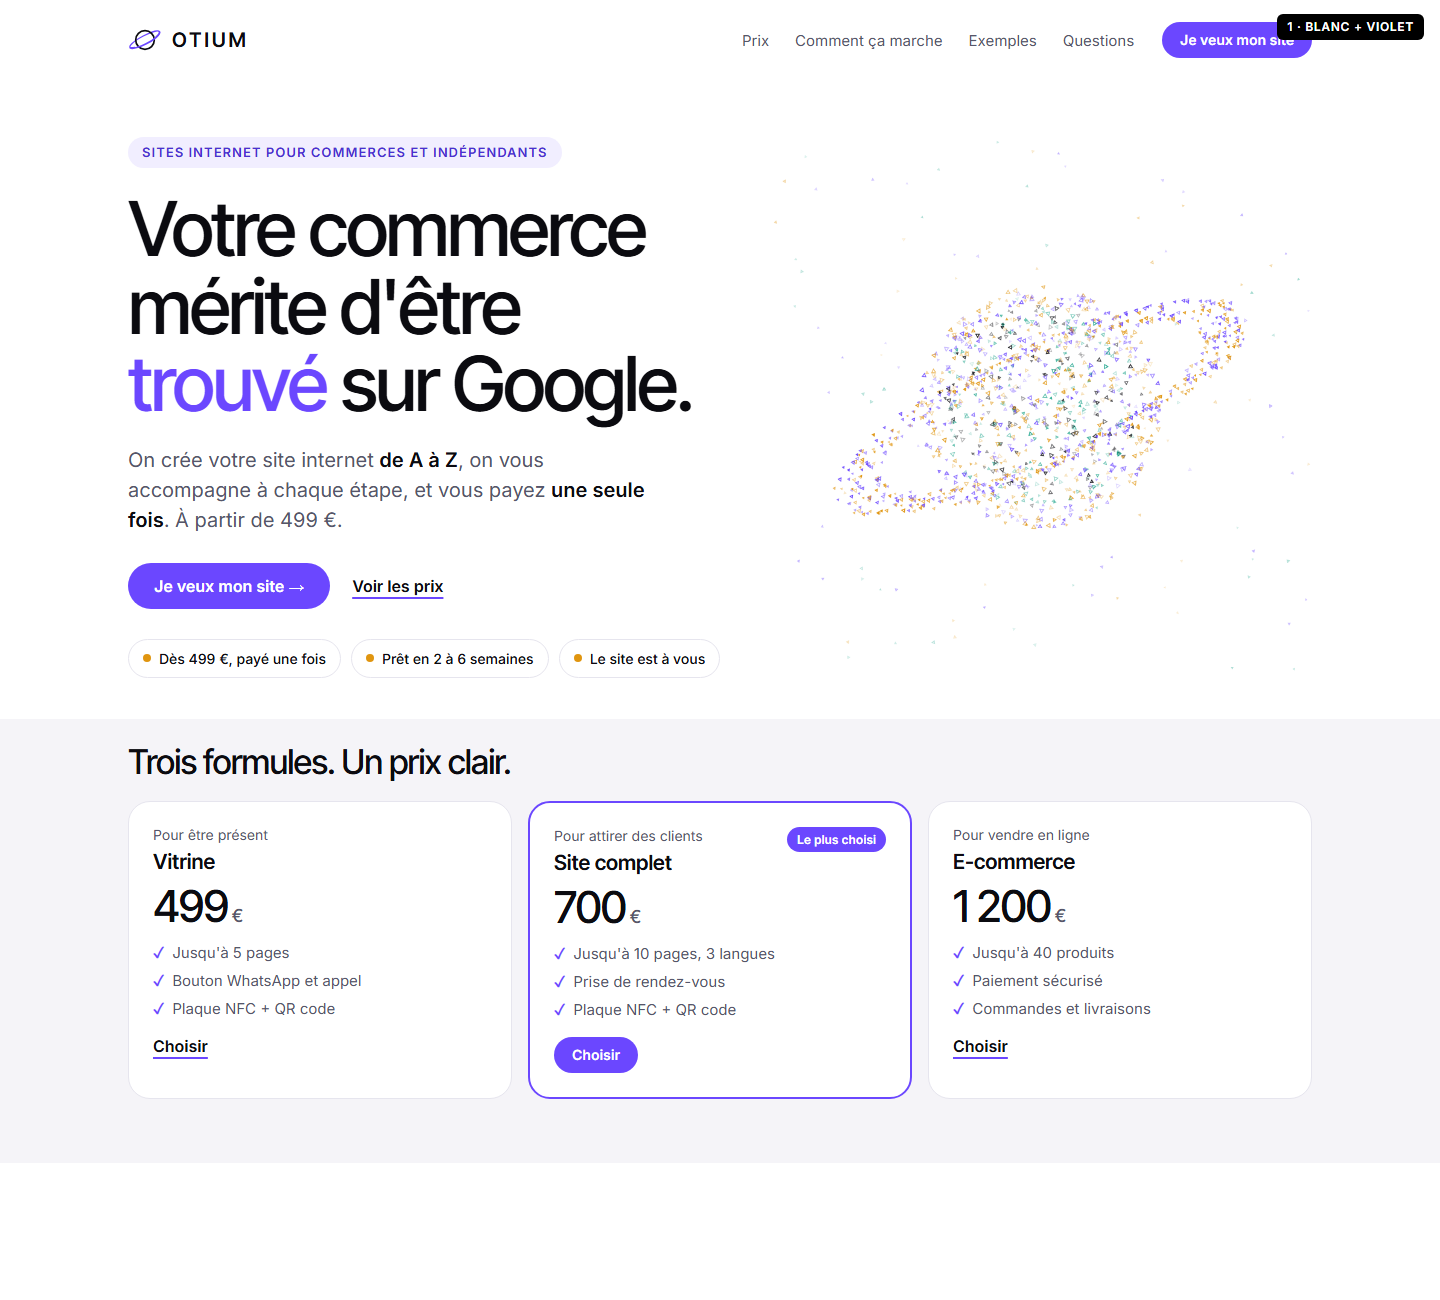 OTIUM
Prix
Comment ça marche
Exemples
Questions
Je veux mon site
1 · BLANC + VIOLET
SITES INTERNET POUR COMMERCES ET INDÉPENDANTS
Votre commerce
mérite d'être
trouvé sur Google.
On crée votre site internet de A à Z, on vous
accompagne à chaque étape, et vous payez une seule
fois. À partir de 499 €.
Je veux mon site →
Voir les prix
Dès 499 €, payé une fois
Prêt en 2 à 6 semaines
Le site est à vous
Trois formules. Un prix clair.
Pour être présent
Vitrine
499 €
✓ Jusqu'à 5 pages
✓ Bouton WhatsApp et appel
✓ Plaque NFC + QR code
Choisir
Pour attirer des clients
Le plus choisi
Site complet
700 €
✓ Jusqu'à 10 pages, 3 langues
✓ Prise de rendez-vous
✓ Plaque NFC + QR code
Choisir
Pour vendre en ligne
E-commerce
1 200 €
✓ Jusqu'à 40 produits
✓ Paiement sécurisé
✓ Commandes et livraisons
Choisir